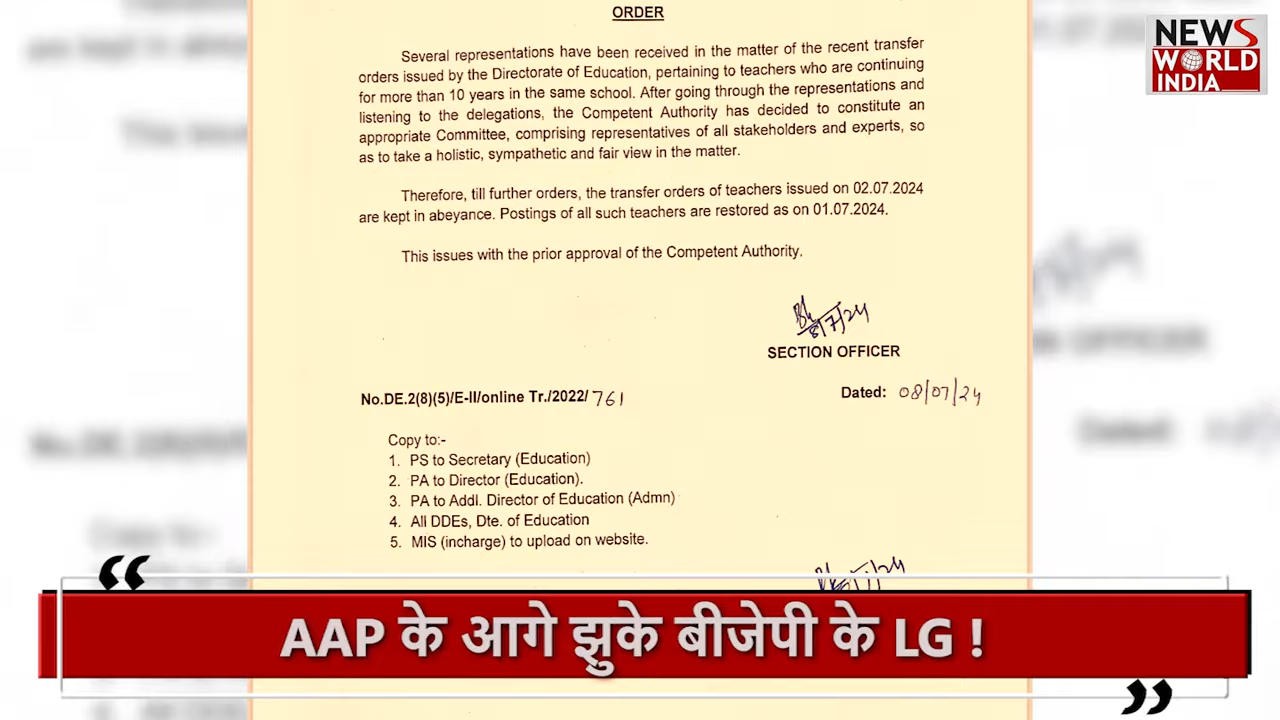 ORDER
NEWS
WORLD
INDIA
Several representations have been received in the matter of the recent transfer
orders issued by the Directorate of Education, pertaining to teachers who are continuing
for more than 10 years in the same school. After going through the representations and
listening to the delegations, the Competent Authority has decided to constitute an
appropriate Committee, comprising representatives of all stakeholders and experts, so
as to take a holistic, sympathetic and fair view in the matter.
Therefore, till further orders, the transfer orders of teachers issued on 02.07.2024
are kept in abeyance. Postings of all such teachers are restored as on 01.07.2024.
This issues with the prior approval of the Competent Authority.
8/7/24
SECTION OFFICER
No.DE.2(8)(5)/E-II/online Tr./2022/ 761
Dated: 08/07/24
Copy to:-
1. PS to Secretary (Education)
2. PA to Director (Education).
3. PA to Addl. Director of Education (Admn)
4. All DDEs, Dte. of Education
5. MIS (incharge) to upload on website.
“
AAP के आगे झुके बीजेपी के LG !
”